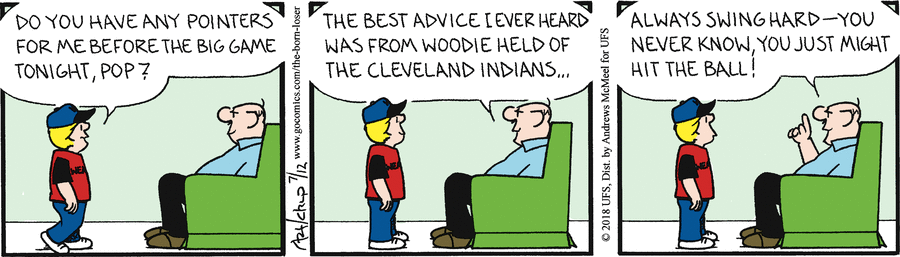 DO YOU HAVE ANY POINTERS
FOR ME BEFORE THE BIG GAME
TONIGHT, POP?
Art/Chip 7/12
www.gocomics.com/the-born-loser
THE BEST ADVICE I EVER HEARD
WAS FROM WOODIE HELD OF
THE CLEVELAND INDIANS...
© 2018 UFS, Dist. by Andrews McMeel for UFS
ALWAYS SWING HARD—YOU
NEVER KNOW, YOU JUST MIGHT
HIT THE BALL!